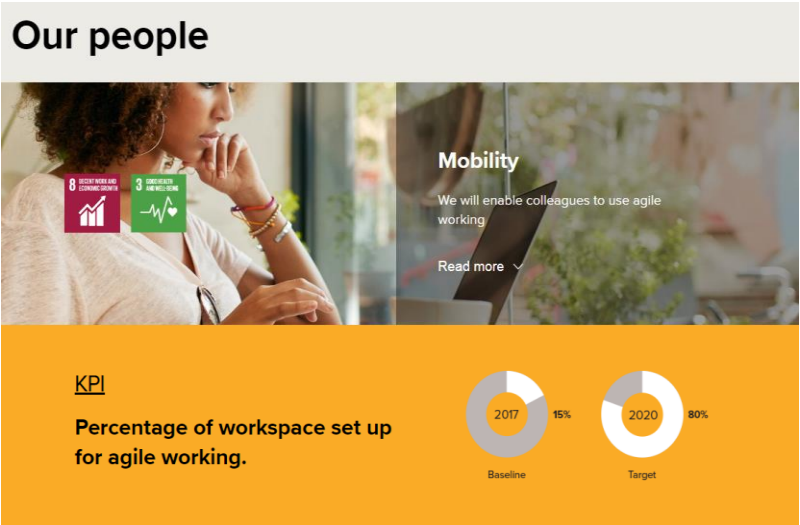 Our people
8 DECENT WORK AND
ECONOMIC GROWTH
3 GOOD HEALTH
AND WELL-BEING
Mobility
We will enable colleagues to use agile
working
Read more
KPI
Percentage of workspace set up
for agile working.
2017
15%
Baseline
2020
80%
Target